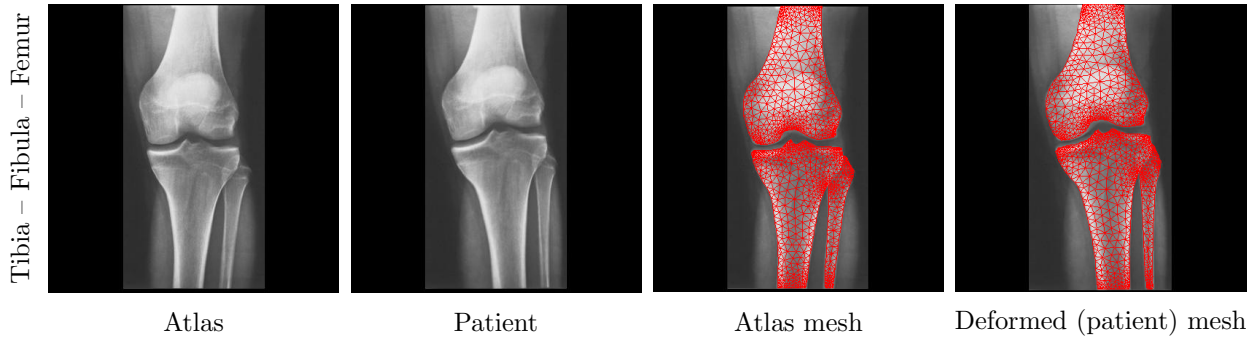 Tibia – Fibula – Femur
Atlas
Patient
Atlas mesh
Deformed (patient) mesh